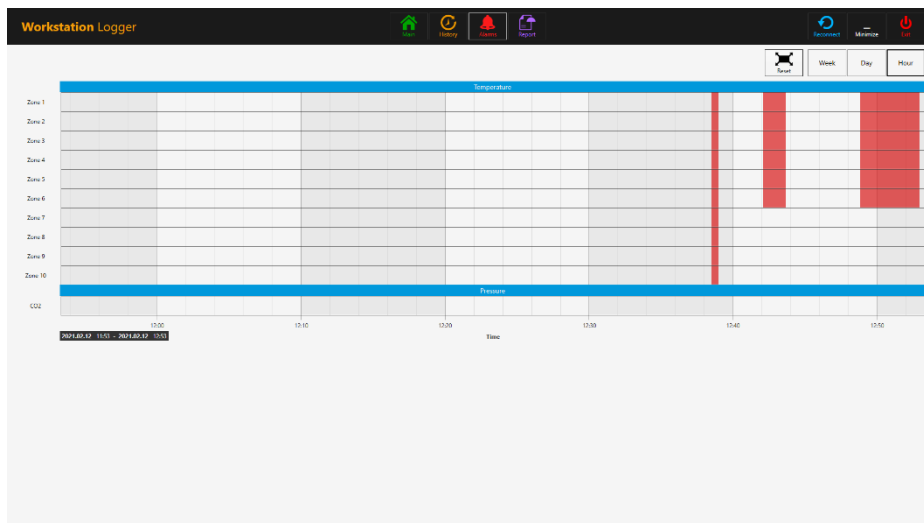 Workstation Logger
Main
History
Alarms
Report
Reconnect
Minimize
Exit
Reset
Week
Day
Hour
Temperature
Zone 1
Zone 2
Zone 3
Zone 4
Zone 5
Zone 6
Zone 7
Zone 8
Zone 9
Zone 10
Pressure
CO2
12:00 12:10 12:20 12:30 12:40 12:50
2021.02.12 11:53 - 2021.02.12 12:53
Time